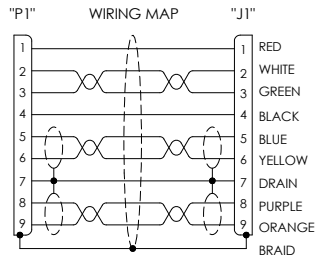 "P1" WIRING MAP "J1"
1 1 RED
2 2 WHITE
3 3 GREEN
4 4 BLACK
5 5 BLUE
6 6 YELLOW
7 7 DRAIN
8 8 PURPLE
9 9 ORANGE
BRAID